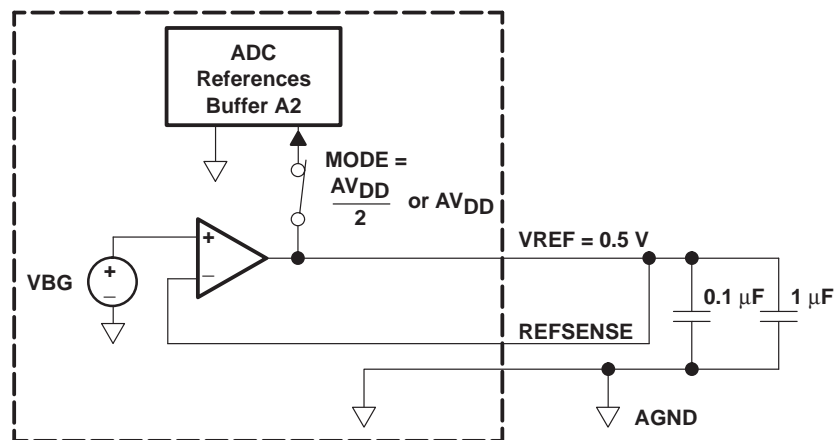 ADC
References
Buffer A2
MODE =
AVDD
2
or AVDD
+
−
VBG
+
−
VREF = 0.5 V
0.1 μF
1 μF
REFSENSE
AGND